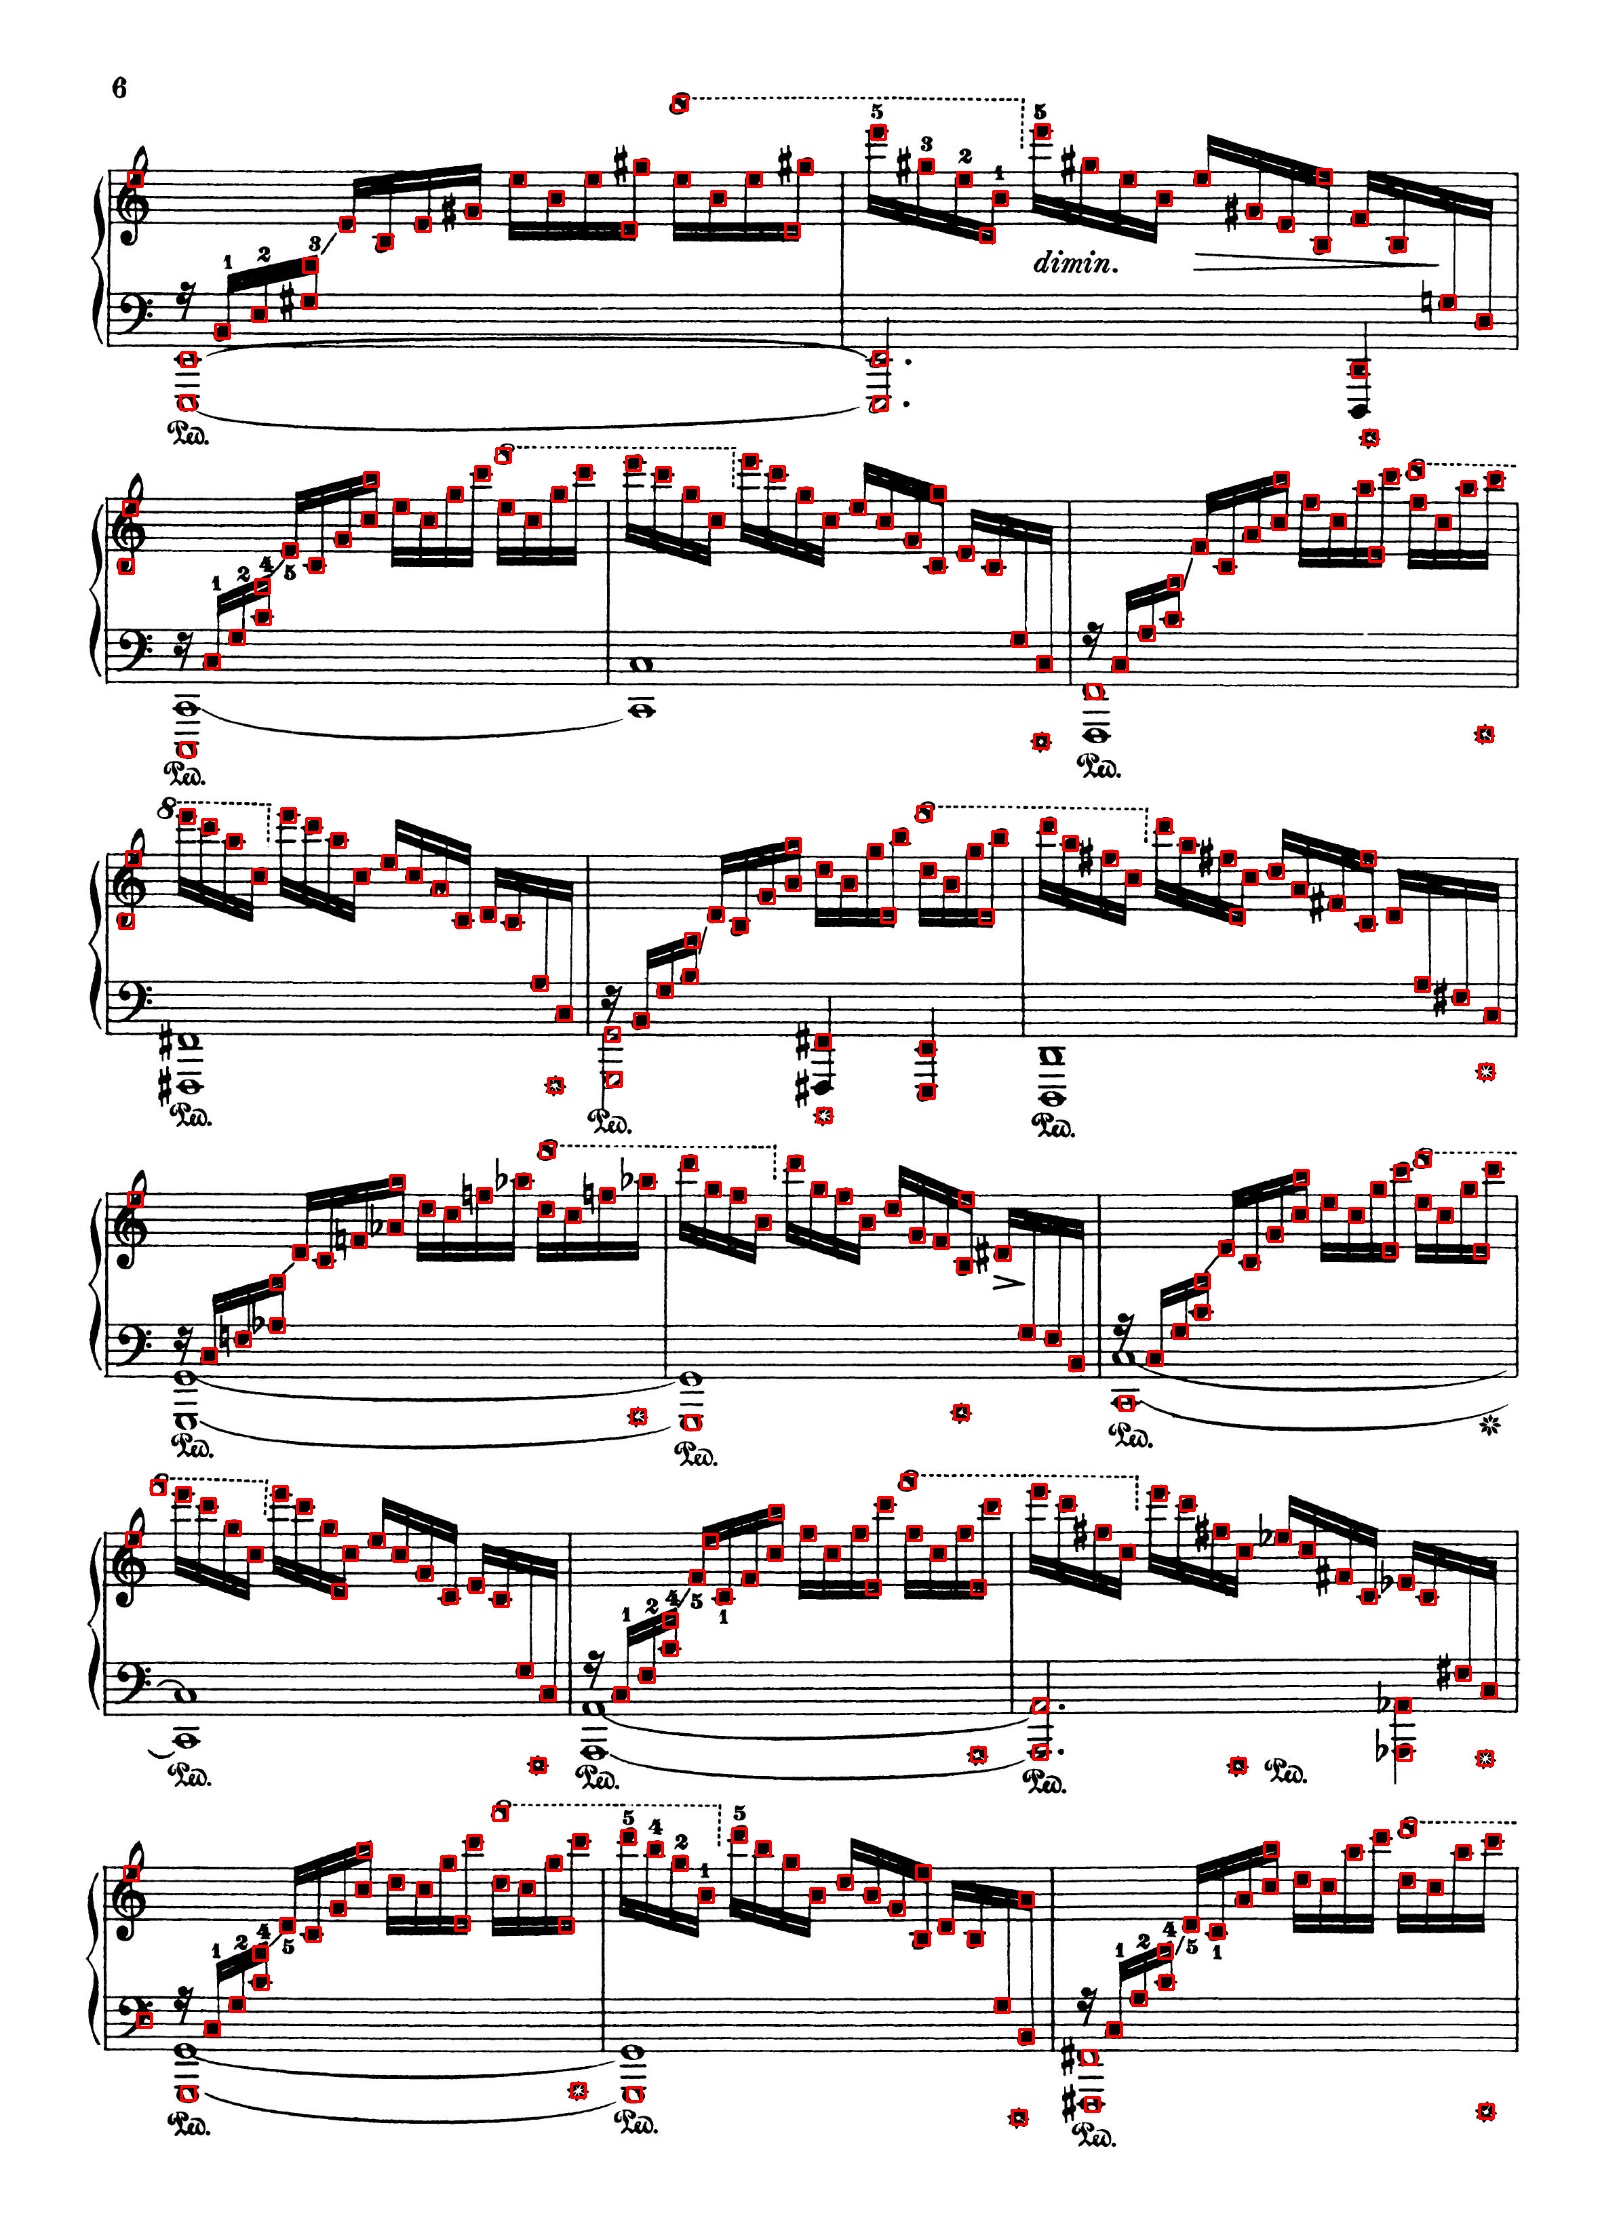 6
8
5 3 2 1 5
1 2 3
dimin.
Ped.
8 8
1 2 4 5
Ped. Ped.
8 8
Ped. Ped. Ped.
8 8
Ped. Ped. Ped.
8 8
1 2 4 5 1
Ped. Ped. Ped. Ped.
8 8
5 4 2 1 5
1 2 4 5 1 2 4 5 1
Ped. Ped. Ped.